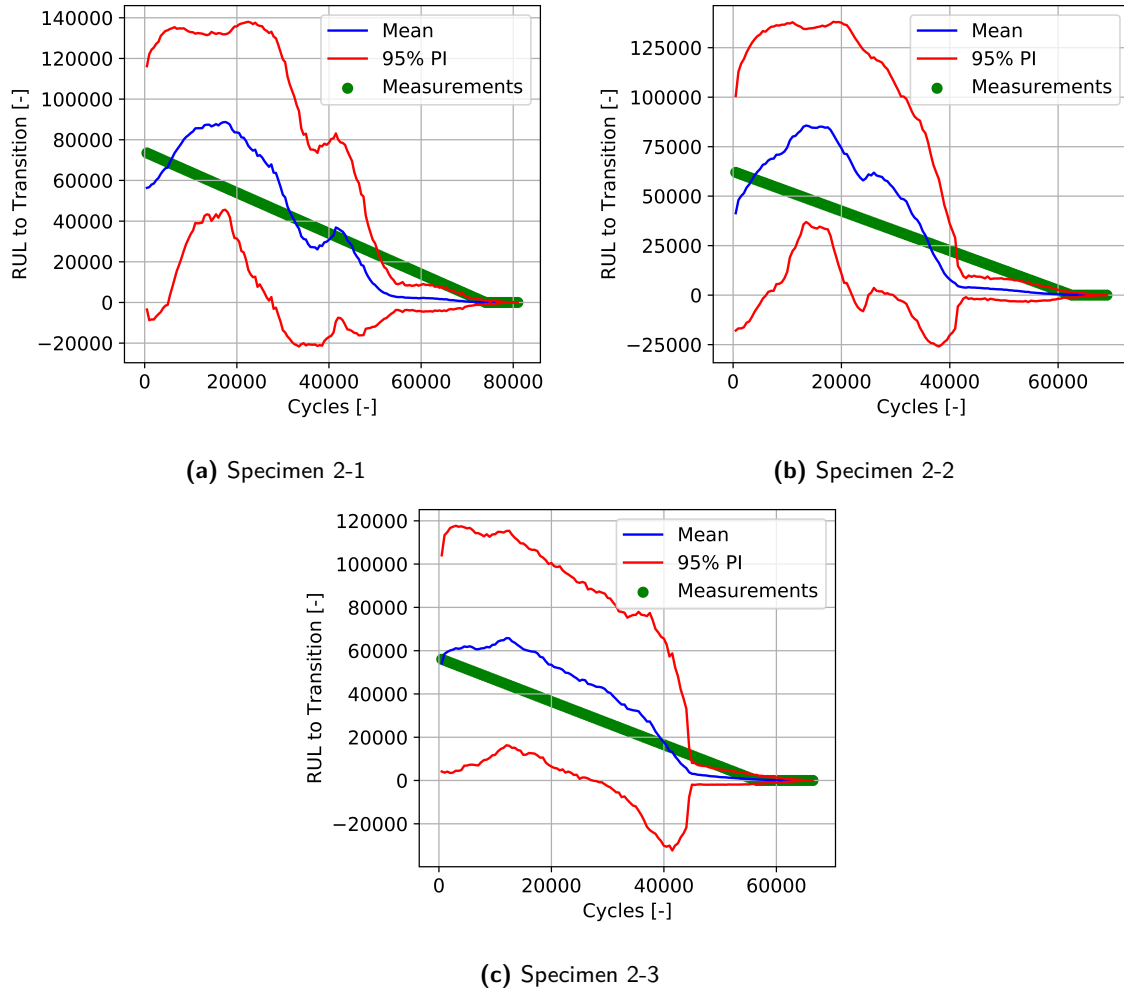 140000
120000
100000
80000
60000
40000
20000
0
−20000
RUL to Transition [-]
Mean
95% PI
Measurements
0 20000 40000 60000 80000
Cycles [-]
(a) Specimen 2-1
125000
100000
75000
50000
25000
0
−25000
RUL to Transition [-]
Mean
95% PI
Measurements
0 20000 40000 60000
Cycles [-]
(b) Specimen 2-2
120000
100000
80000
60000
40000
20000
0
−20000
RUL to Transition [-]
Mean
95% PI
Measurements
0 20000 40000 60000
Cycles [-]
(c) Specimen 2-3